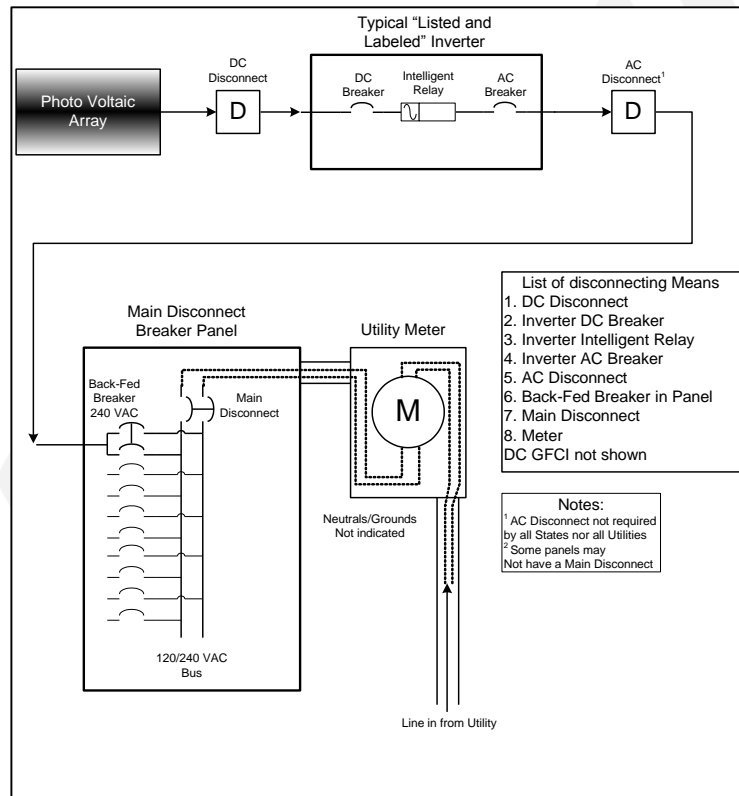 Typical “Listed and
Labeled” Inverter
DC
Disconnect
AC
Disconnect¹
Photo Voltaic
Array
D
DC
Breaker
Intelligent
Relay
AC
Breaker
D
Main Disconnect
Breaker Panel
Utility Meter
Back-Fed
Breaker
240 VAC
Main
Disconnect
M
Neutrals/Grounds
Not indicated
120/240 VAC
Bus
Line in from Utility
List of disconnecting Means
1. DC Disconnect
2. Inverter DC Breaker
3. Inverter Intelligent Relay
4. Inverter AC Breaker
5. AC Disconnect
6. Back-Fed Breaker in Panel
7. Main Disconnect
8. Meter
DC GFCI not shown
Notes:
¹ AC Disconnect not required
by all States nor all Utilities
² Some panels may
Not have a Main Disconnect